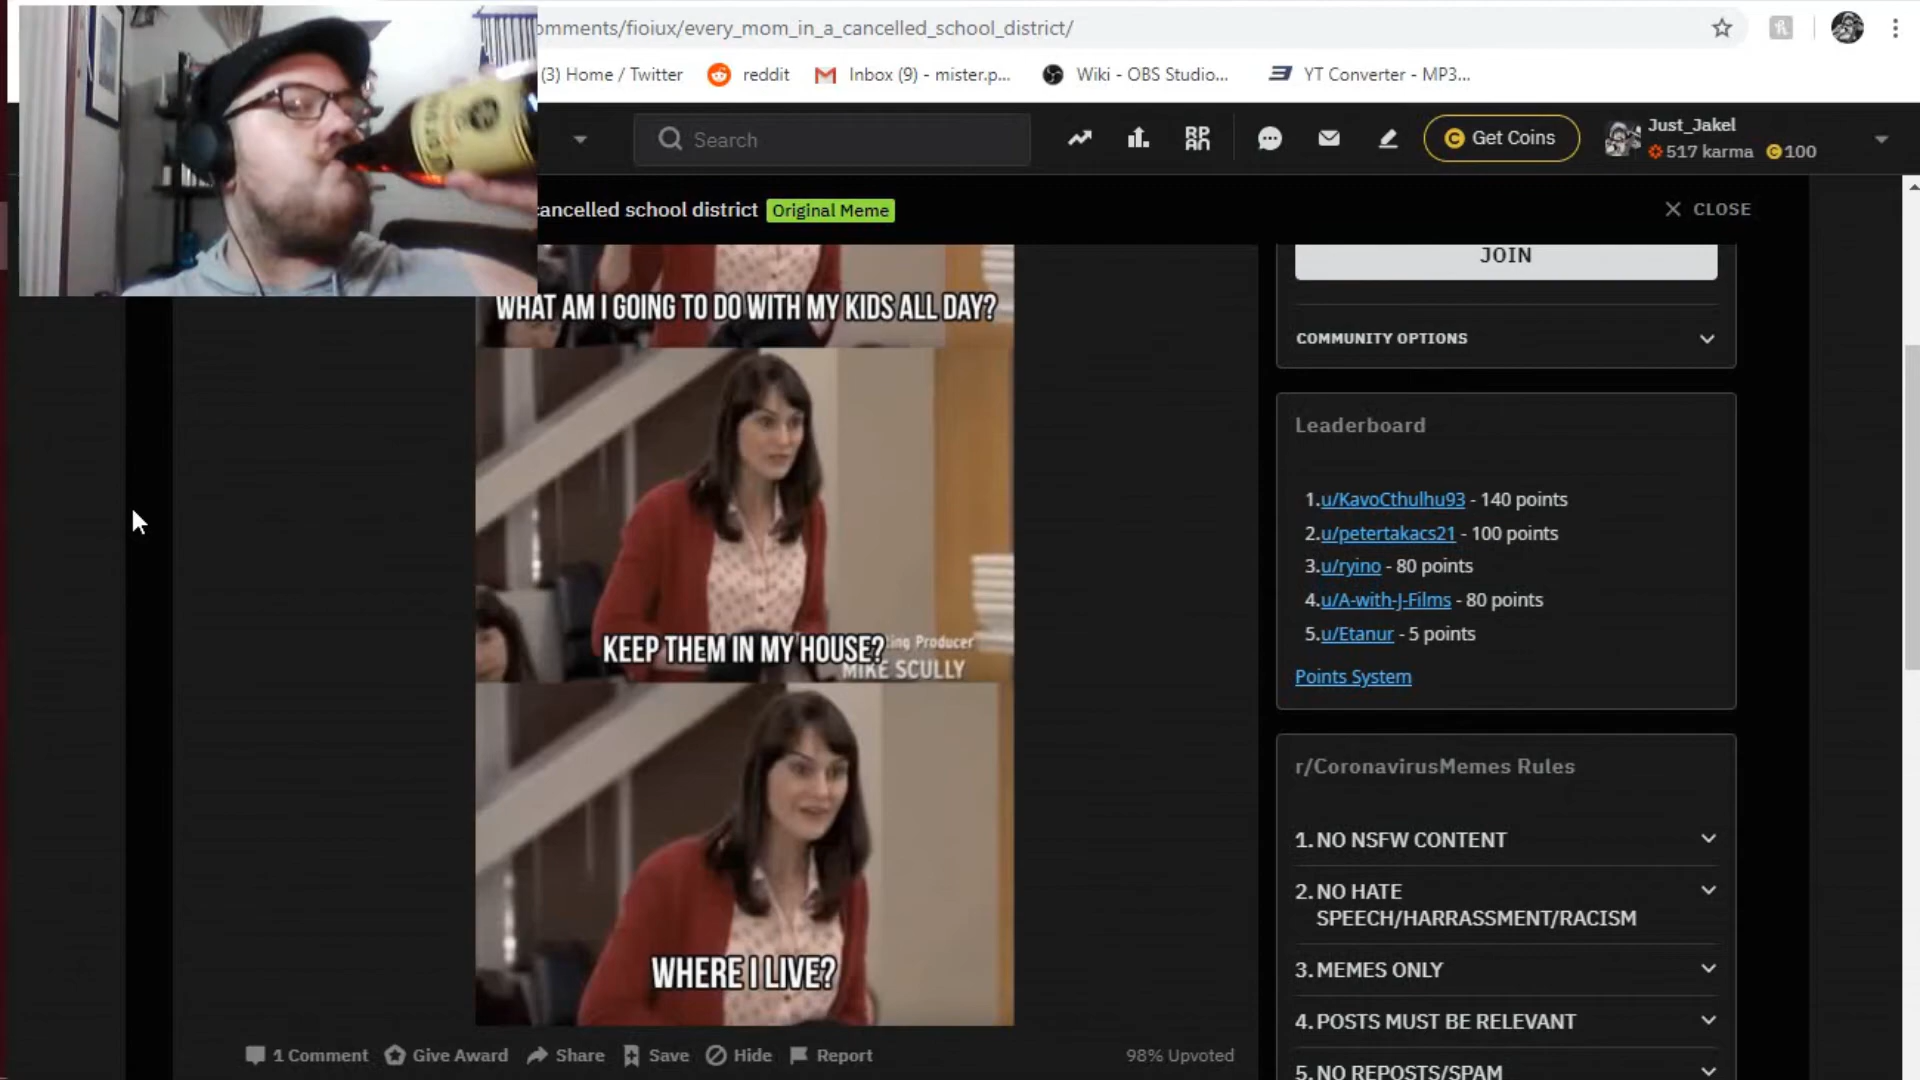 omments/fioiux/every_mom_in_a_cancelled_school_district/
(3) Home / Twitter
reddit
Inbox (9) - mister.p...
Wiki - OBS Studio...
YT Converter - MP3...
Search
RPAN
Get Coins
Just_Jakel
517 karma
100
cancelled school district
Original Meme
CLOSE
WHAT AM I GOING TO DO WITH MY KIDS ALL DAY?
KEEP THEM IN MY HOUSE?
ing Producer
MIKE SCULLY
WHERE I LIVE?
1 Comment
Give Award
Share
Save
Hide
Report
98% Upvoted
JOIN
COMMUNITY OPTIONS
Leaderboard
1.u/KavoCthulhu93 - 140 points
2.u/petertakacs21 - 100 points
3.u/ryino - 80 points
4.u/A-with-J-Films - 80 points
5.u/Etanur - 5 points
Points System
r/CoronavirusMemes Rules
1. NO NSFW CONTENT
2. NO HATE
SPEECH/HARRASSMENT/RACISM
3. MEMES ONLY
4. POSTS MUST BE RELEVANT
5. NO REPOSTS/SPAM